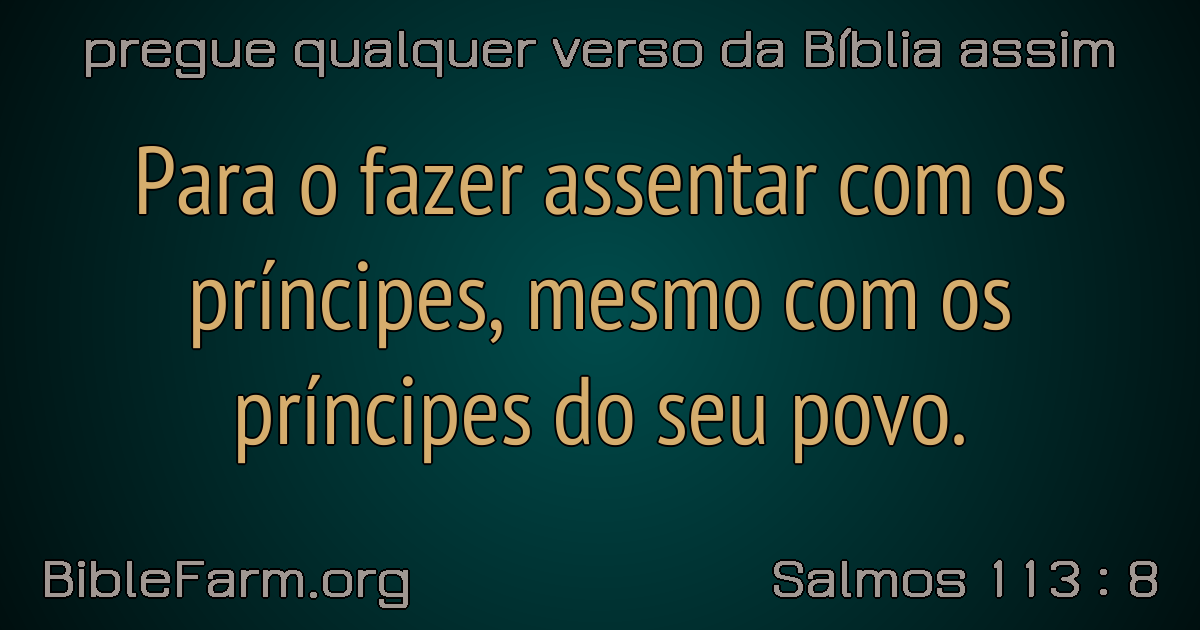 pregue qualquer verso da Bíblia assim
Para o fazer assentar com os
príncipes, mesmo com os
príncipes do seu povo.
BibleFarm.org
Salmos 113 : 8